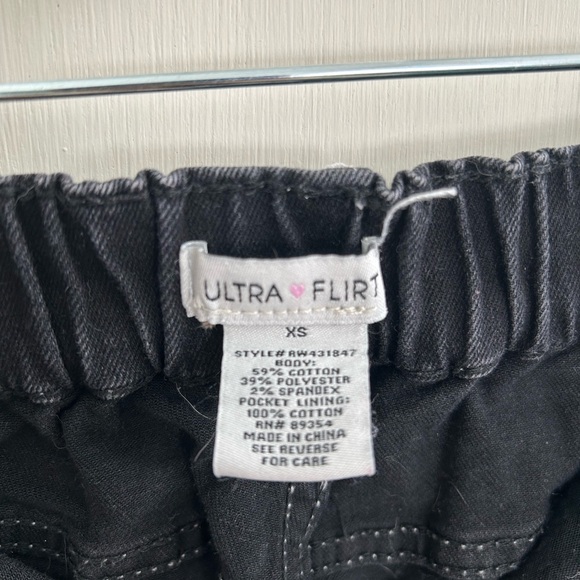 ULTRA FLIRT
XS
STYLE# RW431847
BODY:
59% COTTON
39% POLYESTER
2% SPANDEX
POCKET LINING:
100% COTTON
RN# 89354
MADE IN CHINA
SEE REVERSE
FOR CARE